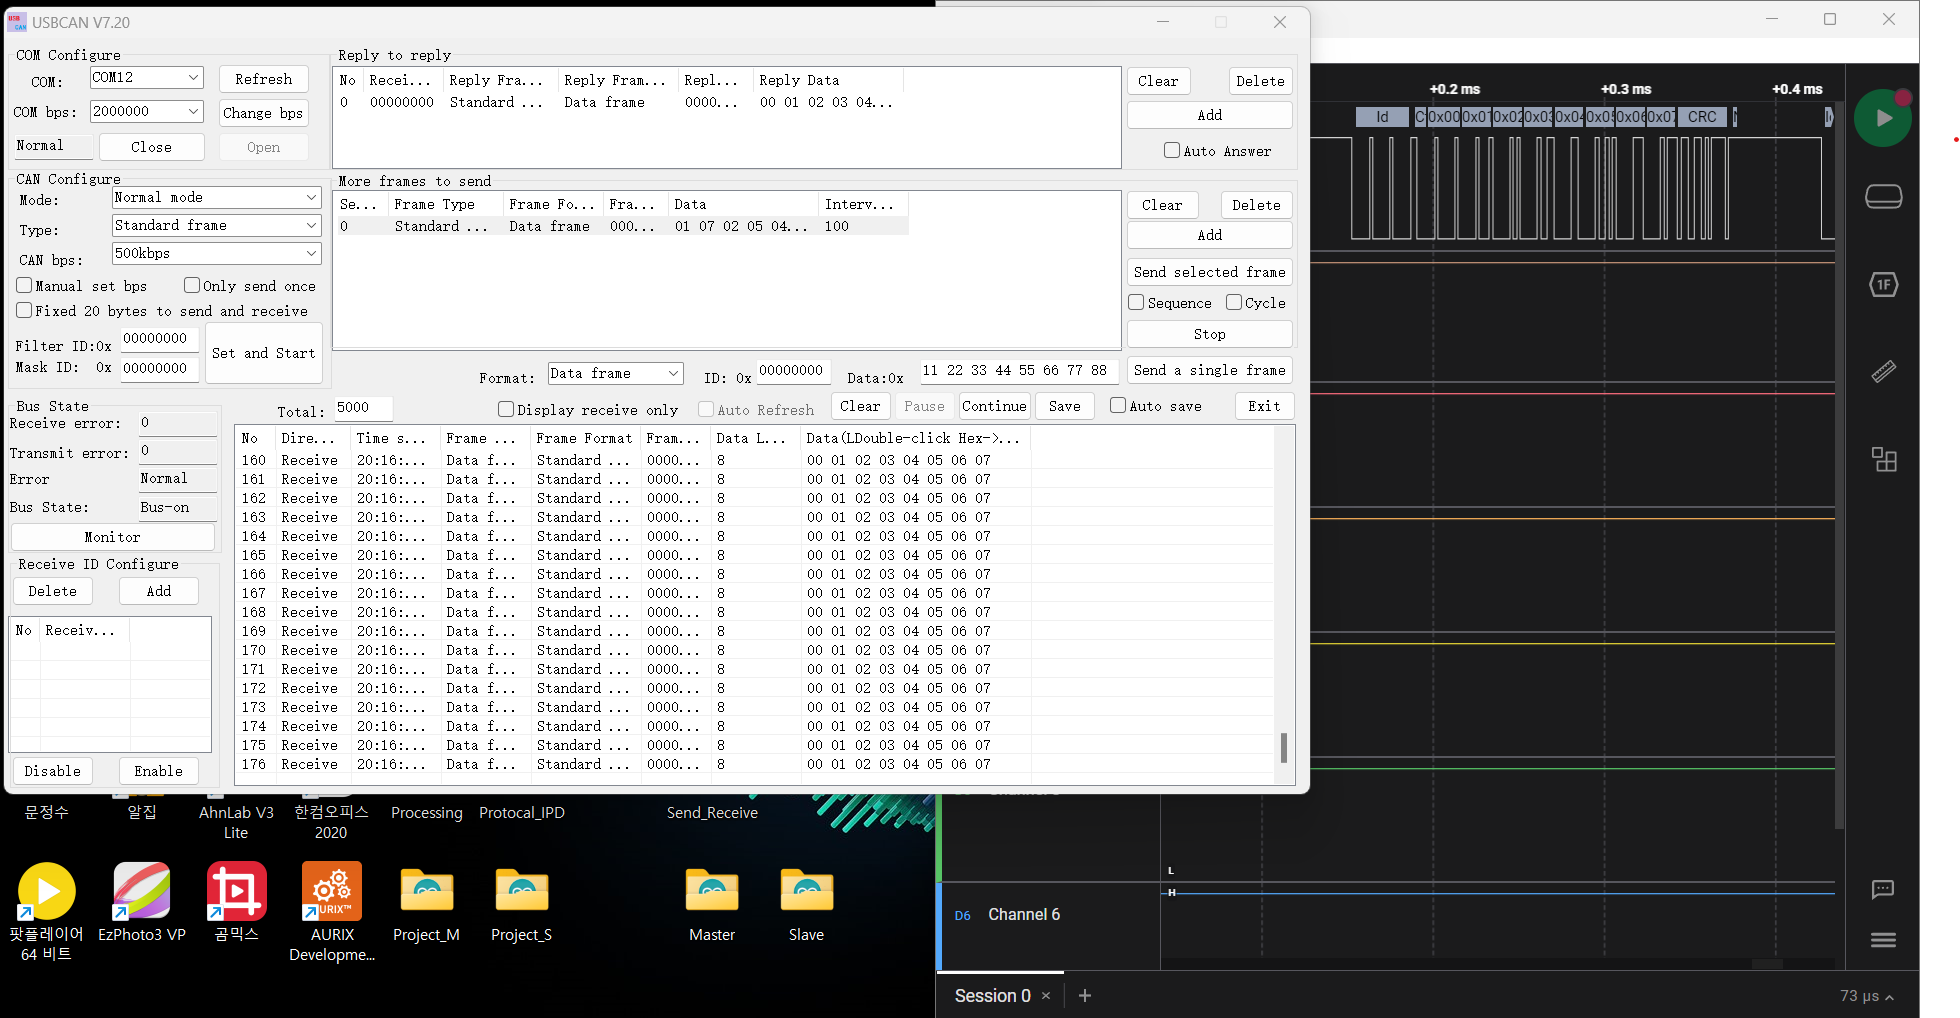 USBCAN V7.20
COM Configure
COM: COM12 Refresh
COM bps: 2000000 Change bps
Normal Close Open
CAN Configure
Mode: Normal mode
Type: Standard frame
CAN bps: 500kbps
Manual set bps Only send once
Fixed 20 bytes to send and receive
Filter ID:0x 00000000
Mask ID: 0x 00000000
Set and Start
Bus State
Receive error: 0
Transmit error: 0
Error Normal
Bus State: Bus-on
Monitor
Receive ID Configure
Delete Add
No Receiv...
Disable Enable
Reply to reply
No Recei... Reply Fra... Reply Fram... Repl... Reply Data
0 00000000 Standard ... Data frame 0000... 00 01 02 03 04...
Clear Delete
Add
Auto Answer
More frames to send
Se... Frame Type Frame Fo... Fra... Data Interv...
0 Standard ... Data frame 000... 01 07 02 05 04... 100
Clear Delete
Add
Send selected frame
Sequence Cycle
Stop
Format: Data frame ID: 0x 00000000 Data:0x 11 22 33 44 55 66 77 88 Send a single frame
Total: 5000 Display receive only Auto Refresh Clear Pause Continue Save Auto save Exit
No Dire... Time s... Frame ... Frame Format Fram... Data L... Data(LDouble-click Hex->...
160 Receive 20:16:... Data f... Standard ... 0000... 8 00 01 02 03 04 05 06 07
161 Receive 20:16:... Data f... Standard ... 0000... 8 00 01 02 03 04 05 06 07
162 Receive 20:16:... Data f... Standard ... 0000... 8 00 01 02 03 04 05 06 07
163 Receive 20:16:... Data f... Standard ... 0000... 8 00 01 02 03 04 05 06 07
164 Receive 20:16:... Data f... Standard ... 0000... 8 00 01 02 03 04 05 06 07
165 Receive 20:16:... Data f... Standard ... 0000... 8 00 01 02 03 04 05 06 07
166 Receive 20:16:... Data f... Standard ... 0000... 8 00 01 02 03 04 05 06 07
167 Receive 20:16:... Data f... Standard ... 0000... 8 00 01 02 03 04 05 06 07
168 Receive 20:16:... Data f... Standard ... 0000... 8 00 01 02 03 04 05 06 07
169 Receive 20:16:... Data f... Standard ... 0000... 8 00 01 02 03 04 05 06 07
170 Receive 20:16:... Data f... Standard ... 0000... 8 00 01 02 03 04 05 06 07
171 Receive 20:16:... Data f... Standard ... 0000... 8 00 01 02 03 04 05 06 07
172 Receive 20:16:... Data f... Standard ... 0000... 8 00 01 02 03 04 05 06 07
173 Receive 20:16:... Data f... Standard ... 0000... 8 00 01 02 03 04 05 06 07
174 Receive 20:16:... Data f... Standard ... 0000... 8 00 01 02 03 04 05 06 07
175 Receive 20:16:... Data f... Standard ... 0000... 8 00 01 02 03 04 05 06 07
176 Receive 20:16:... Data f... Standard ... 0000... 8 00 01 02 03 04 05 06 07
+0.2 ms +0.3 ms +0.4 ms
Id 0x00 0x01 0x02 0x03 0x04 0x05 0x06 0x07 CRC
1F
문정수 알집 AhnLab V3 Lite 한컴오피스 2020 Processing Protocal_IPD Send_Receive
팟플레이어 64 비트 EzPhoto3 VP 곰믹스 AURIX Developme... Project_M Project_S Master Slave
L
H
D6 Channel 6
Session 0 × +
73 μs